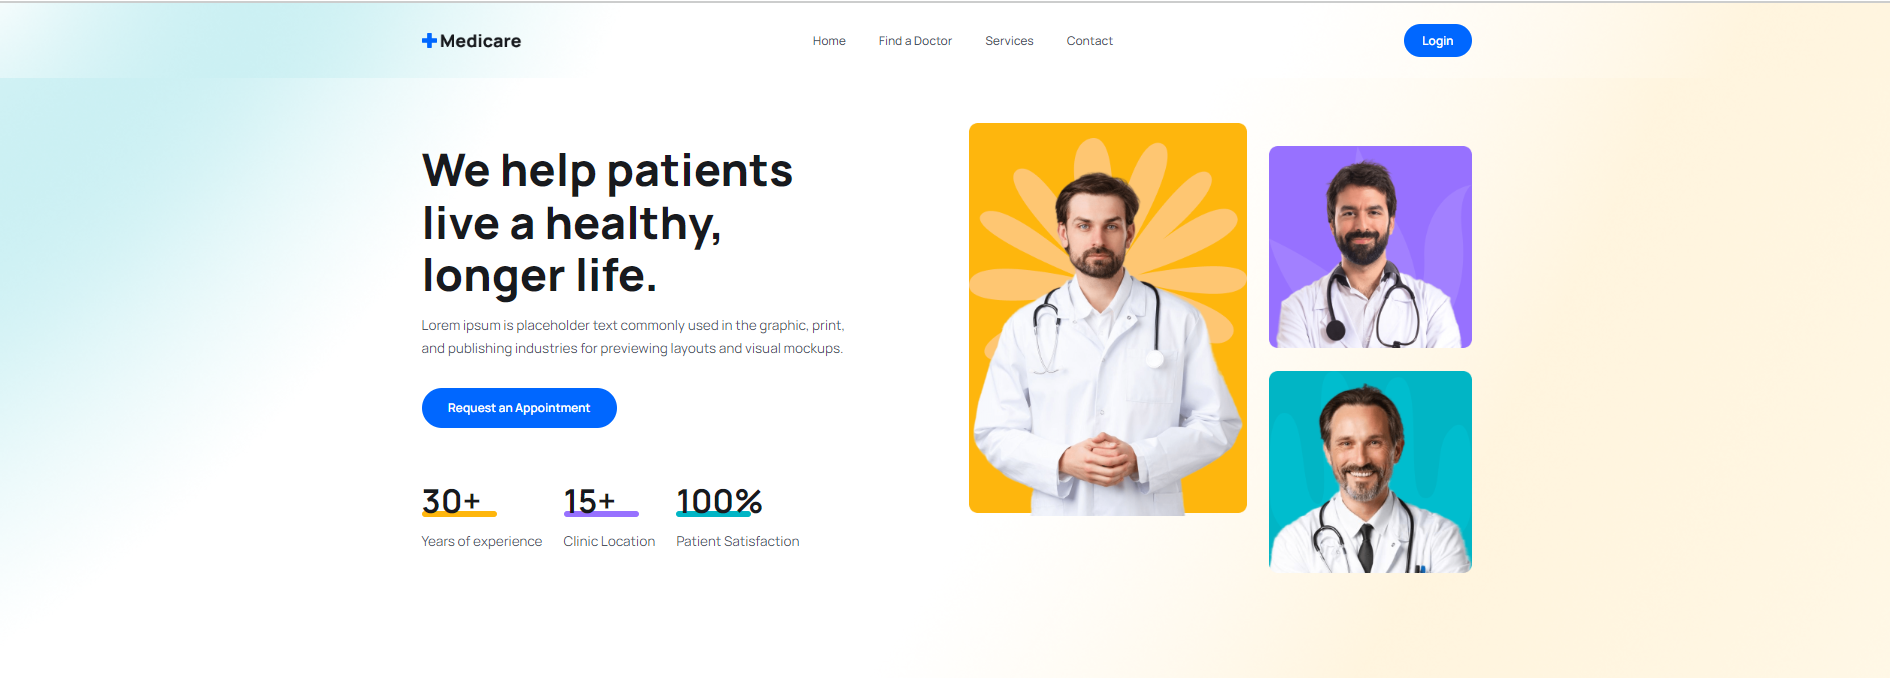 Medicare
Home
Find a Doctor
Services
Contact
Login
We help patients
live a healthy,
longer life.
Lorem ipsum is placeholder text commonly used in the graphic, print,
and publishing industries for previewing layouts and visual mockups.
Request an Appointment
30+
Years of experience
15+
Clinic Location
100%
Patient Satisfaction